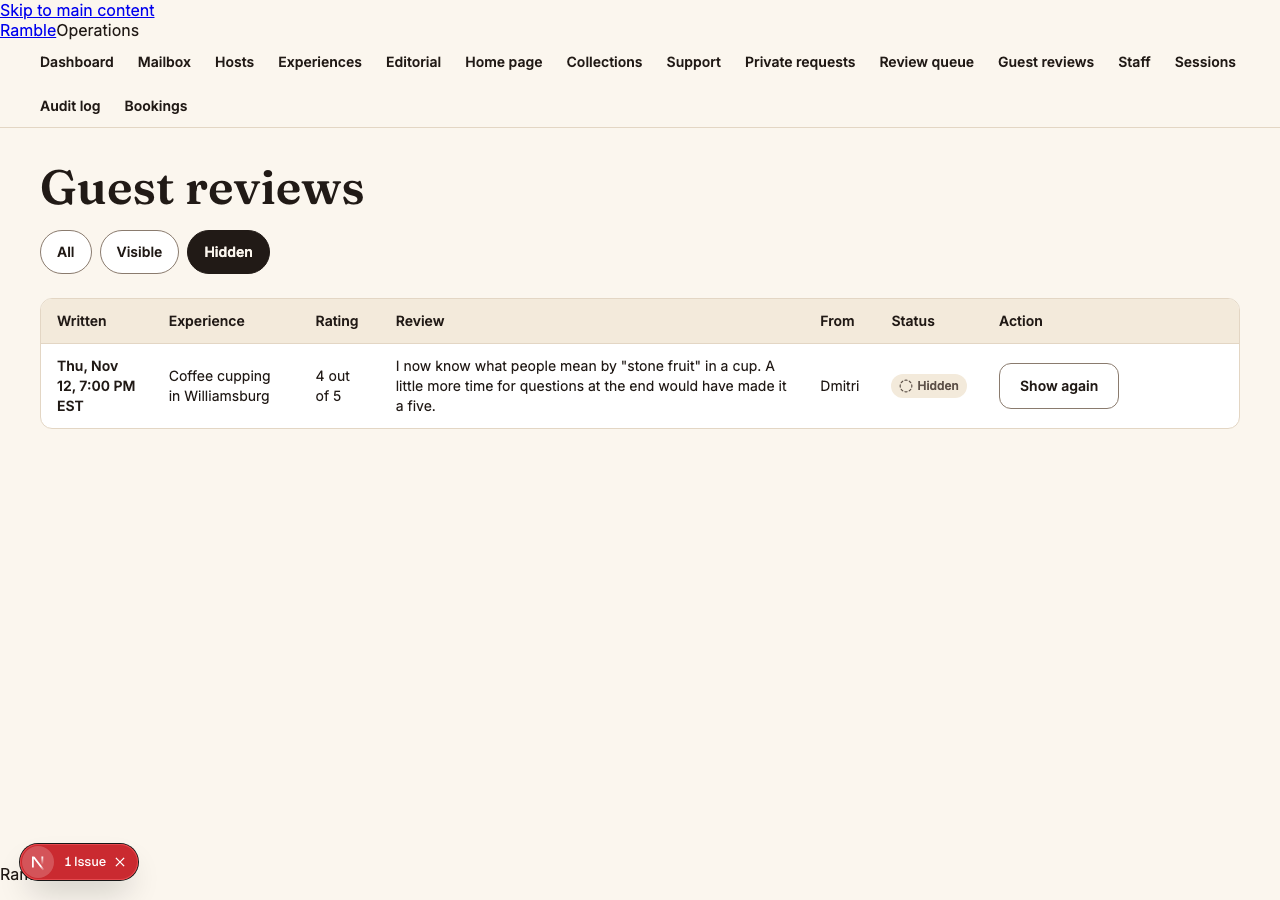 Skip to main content
RambleOperations
Dashboard Mailbox Hosts Experiences Editorial Home page Collections Support Private requests Review queue Guest reviews Staff Sessions
Audit log Bookings
Guest reviews
All Visible Hidden
Written Experience Rating Review From Status Action
Thu, Nov 12, 7:00 PM EST
Coffee cupping in Williamsburg
4 out of 5
I now know what people mean by "stone fruit" in a cup. A
little more time for questions at the end would have made it
a five.
Dmitri
Hidden
Show again
1 Issue